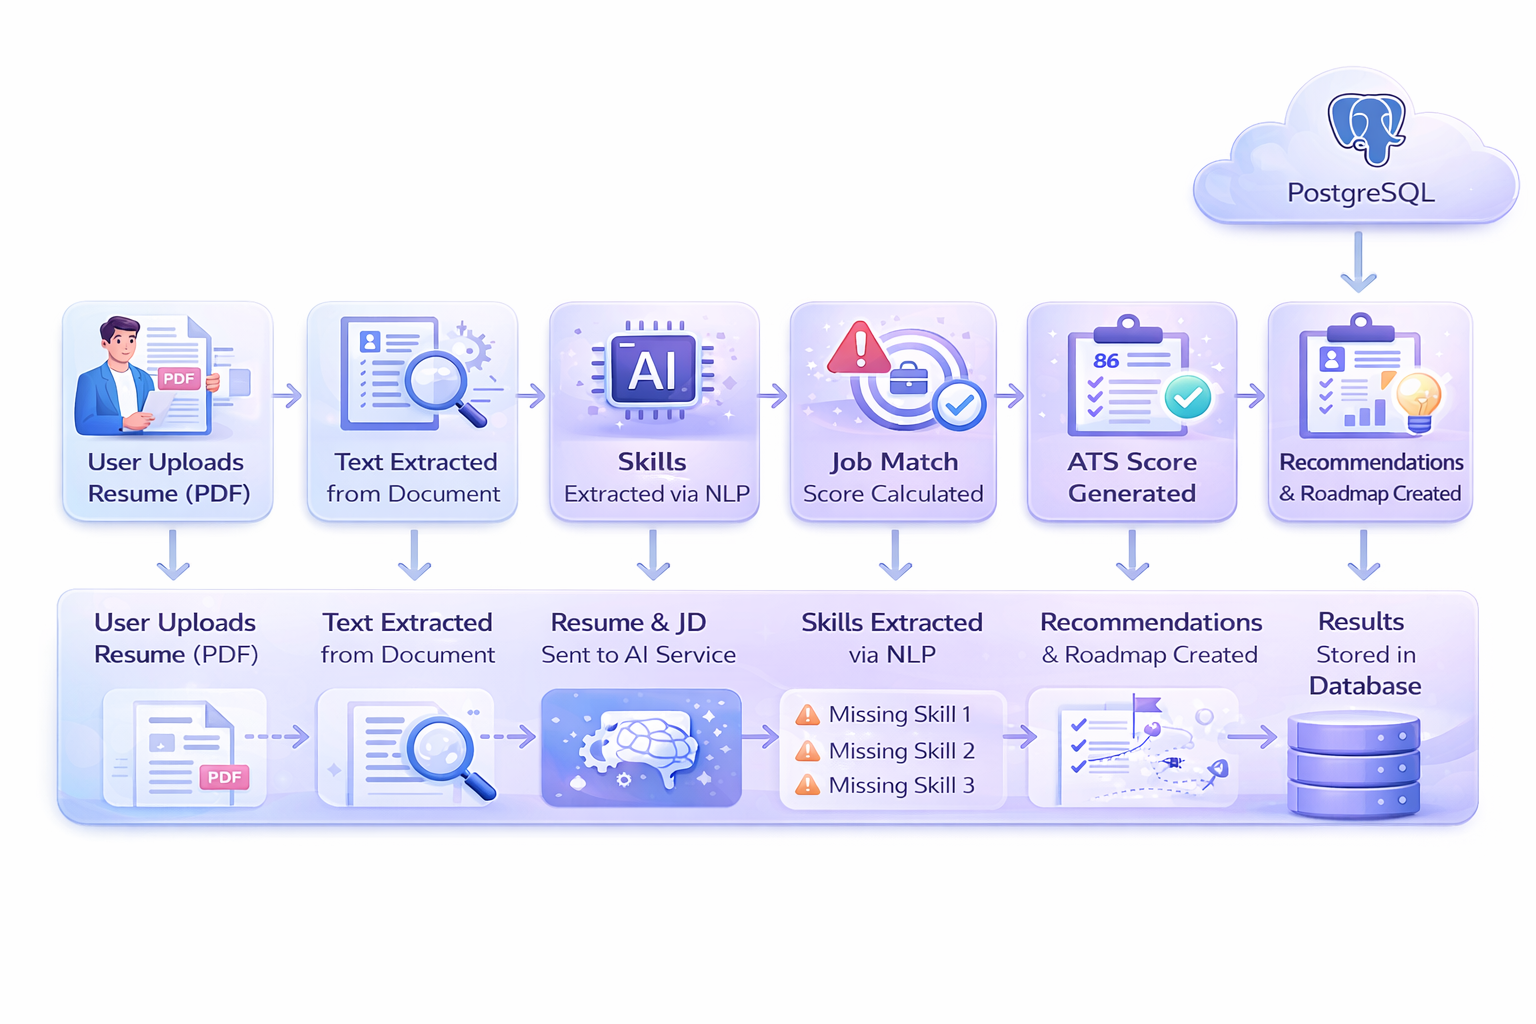 PostgreSQL
PDF
User Uploads
Resume (PDF)
Text Extracted
from Document
AI
Skills
Extracted via NLP
Job Match
Score Calculated
86
ATS Score
Generated
Recommendations
& Roadmap Created
User Uploads
Resume (PDF)
PDF
Text Extracted
from Document
Resume & JD
Sent to AI Service
Skills Extracted
via NLP
Missing Skill 1
Missing Skill 2
Missing Skill 3
Recommendations
& Roadmap Created
Results
Stored in
Database